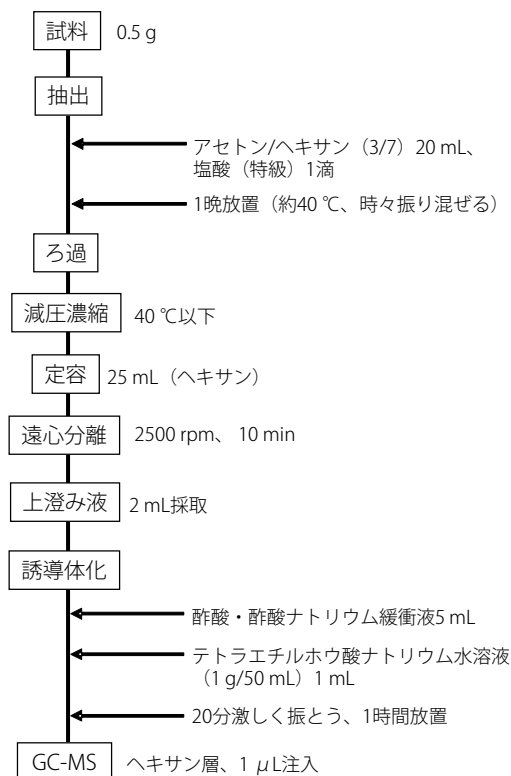 試料 0.5 g
抽出
アセトン/ヘキサン（3/7）20 mL、
塩酸（特級）1滴
1晩放置（約40 ℃、時々振り混ぜる）
ろ過
減圧濃縮 40 ℃以下
定容 25 mL（ヘキサン）
遠心分離 2500 rpm、 10 min
上澄み液 2 mL採取
誘導体化
酢酸・酢酸ナトリウム緩衝液5 mL
テトラエチルホウ酸ナトリウム水溶液
（1 g/50 mL）1 mL
20分激しく振とう、1時間放置
GC-MS ヘキサン層、1 μL注入